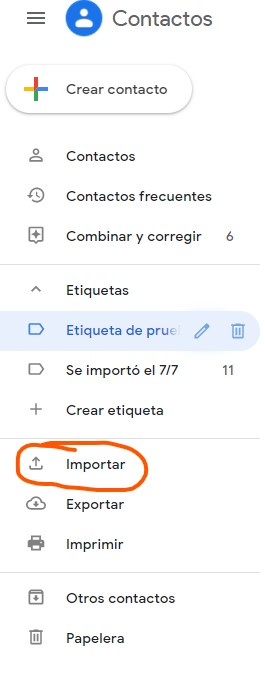 Contactos
Crear contacto
Contactos
Contactos frecuentes
Combinar y corregir 6
Etiquetas
Etiqueta de prue
Se importó el 7/7 11
Crear etiqueta
Importar
Exportar
Imprimir
Otros contactos
Papelera